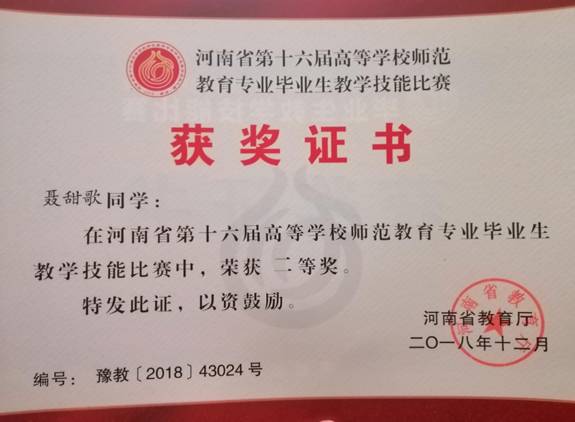 河南省第十六届高等学校师范
教育专业毕业生教学技能比赛
获奖证书
聂甜歌同学：
在河南省第十六届高等学校师范教育专业毕业生
教学技能比赛中，荣获 二等奖。
特发此证，以资鼓励。
河南省教育厅
二〇一八年十二月
编号：豫教〔2018〕43024 号